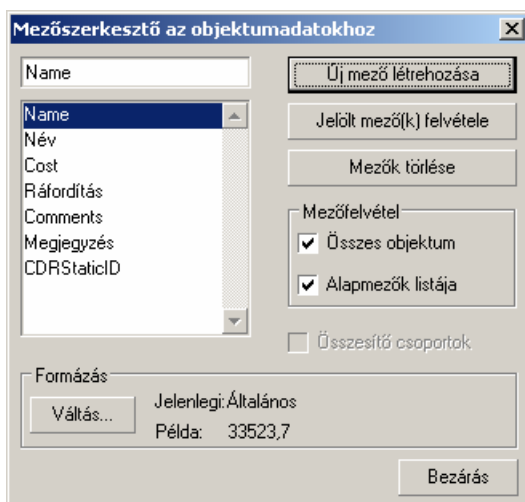 Mezőszerkesztő az objektumadatokhoz
Name
Új mező létrehozása
Name
Név
Cost
Ráfordítás
Comments
Megjegyzés
CDRStaticID
Jelölt mező(k) felvétele
Mezők törlése
Mezőfelvétel
Összes objektum
Alapmezők listája
Összesítő csoportok
Formázás
Váltás...
Jelenlegi: Általános
Példa: 33523,7
Bezárás